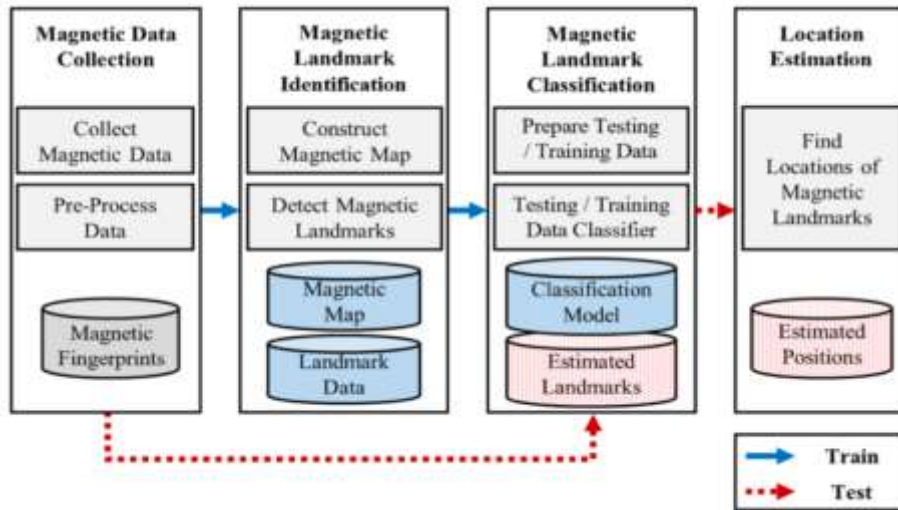 Magnetic Data
Collection
Collect
Magnetic Data
Pre-Process
Data
Magnetic
Fingerprints
Magnetic
Landmark
Identification
Construct
Magnetic Map
Detect Magnetic
Landmarks
Magnetic
Map
Landmark
Data
Magnetic
Landmark
Classification
Prepare Testing
/ Training Data
Testing / Training
Data Classifier
Classification
Model
Estimated
Landmarks
Location
Estimation
Find
Locations of
Magnetic
Landmarks
Estimated
Positions
Train
Test